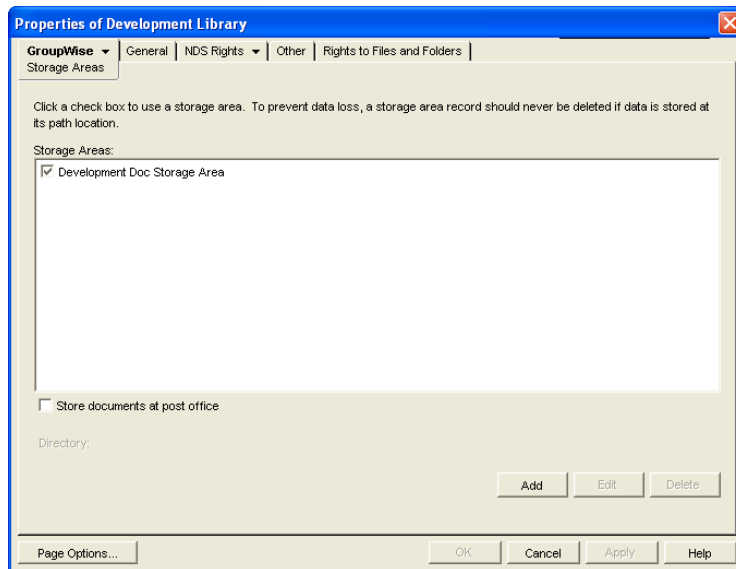 Properties of Development Library
GroupWise General NDS Rights Other Rights to Files and Folders
Storage Areas
Click a check box to use a storage area. To prevent data loss, a storage area record should never be deleted if data is stored at
its path location.
Storage Areas:
Development Doc Storage Area
Store documents at post office
Directory:
Add Edit Delete
Page Options... OK Cancel Apply Help